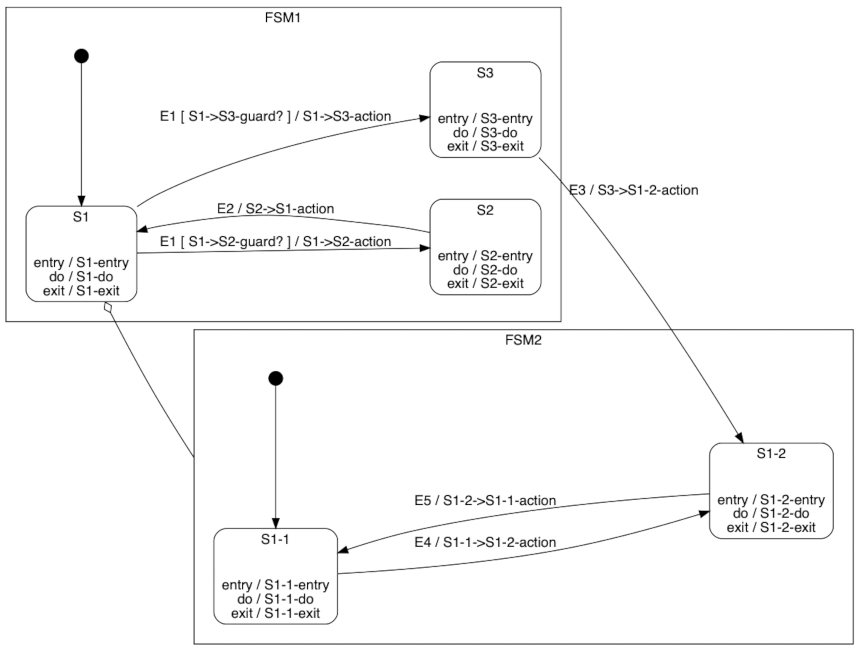 FSM1
S3
entry / S3-entry
do / S3-do
exit / S3-exit
E1 [ S1->S3-guard? ] / S1->S3-action
E3 / S3->S1-2-action
S1
entry / S1-entry
do / S1-do
exit / S1-exit
E2 / S2->S1-action
E1 [ S1->S2-guard? ] / S1->S2-action
S2
entry / S2-entry
do / S2-do
exit / S2-exit
FSM2
S1-2
entry / S1-2-entry
do / S1-2-do
exit / S1-2-exit
E5 / S1-2->S1-1-action
E4 / S1-1->S1-2-action
S1-1
entry / S1-1-entry
do / S1-1-do
exit / S1-1-exit